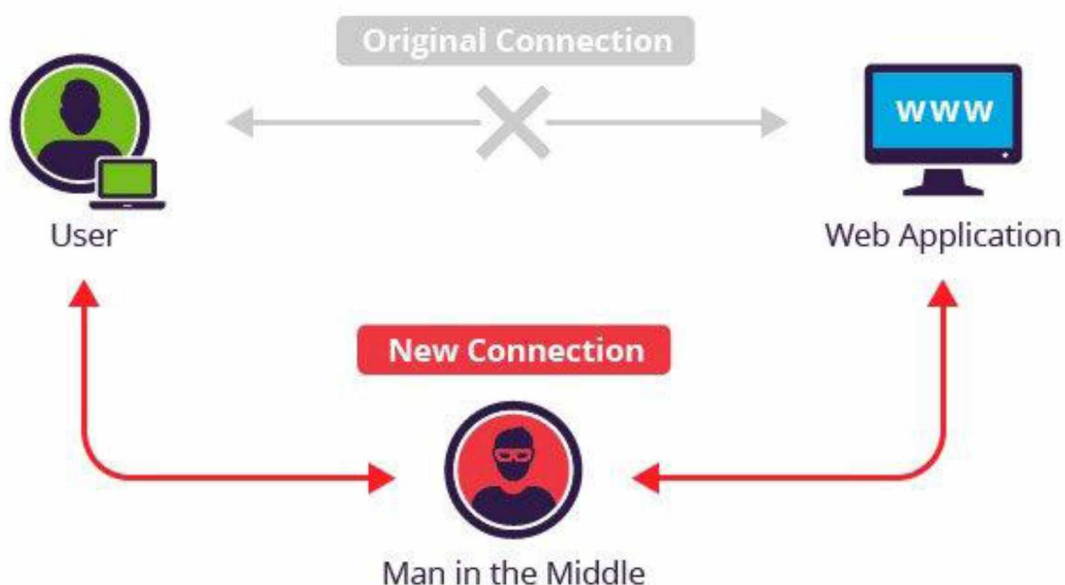 Original Connection
www
User
Web Application
New Connection
Man in the Middle